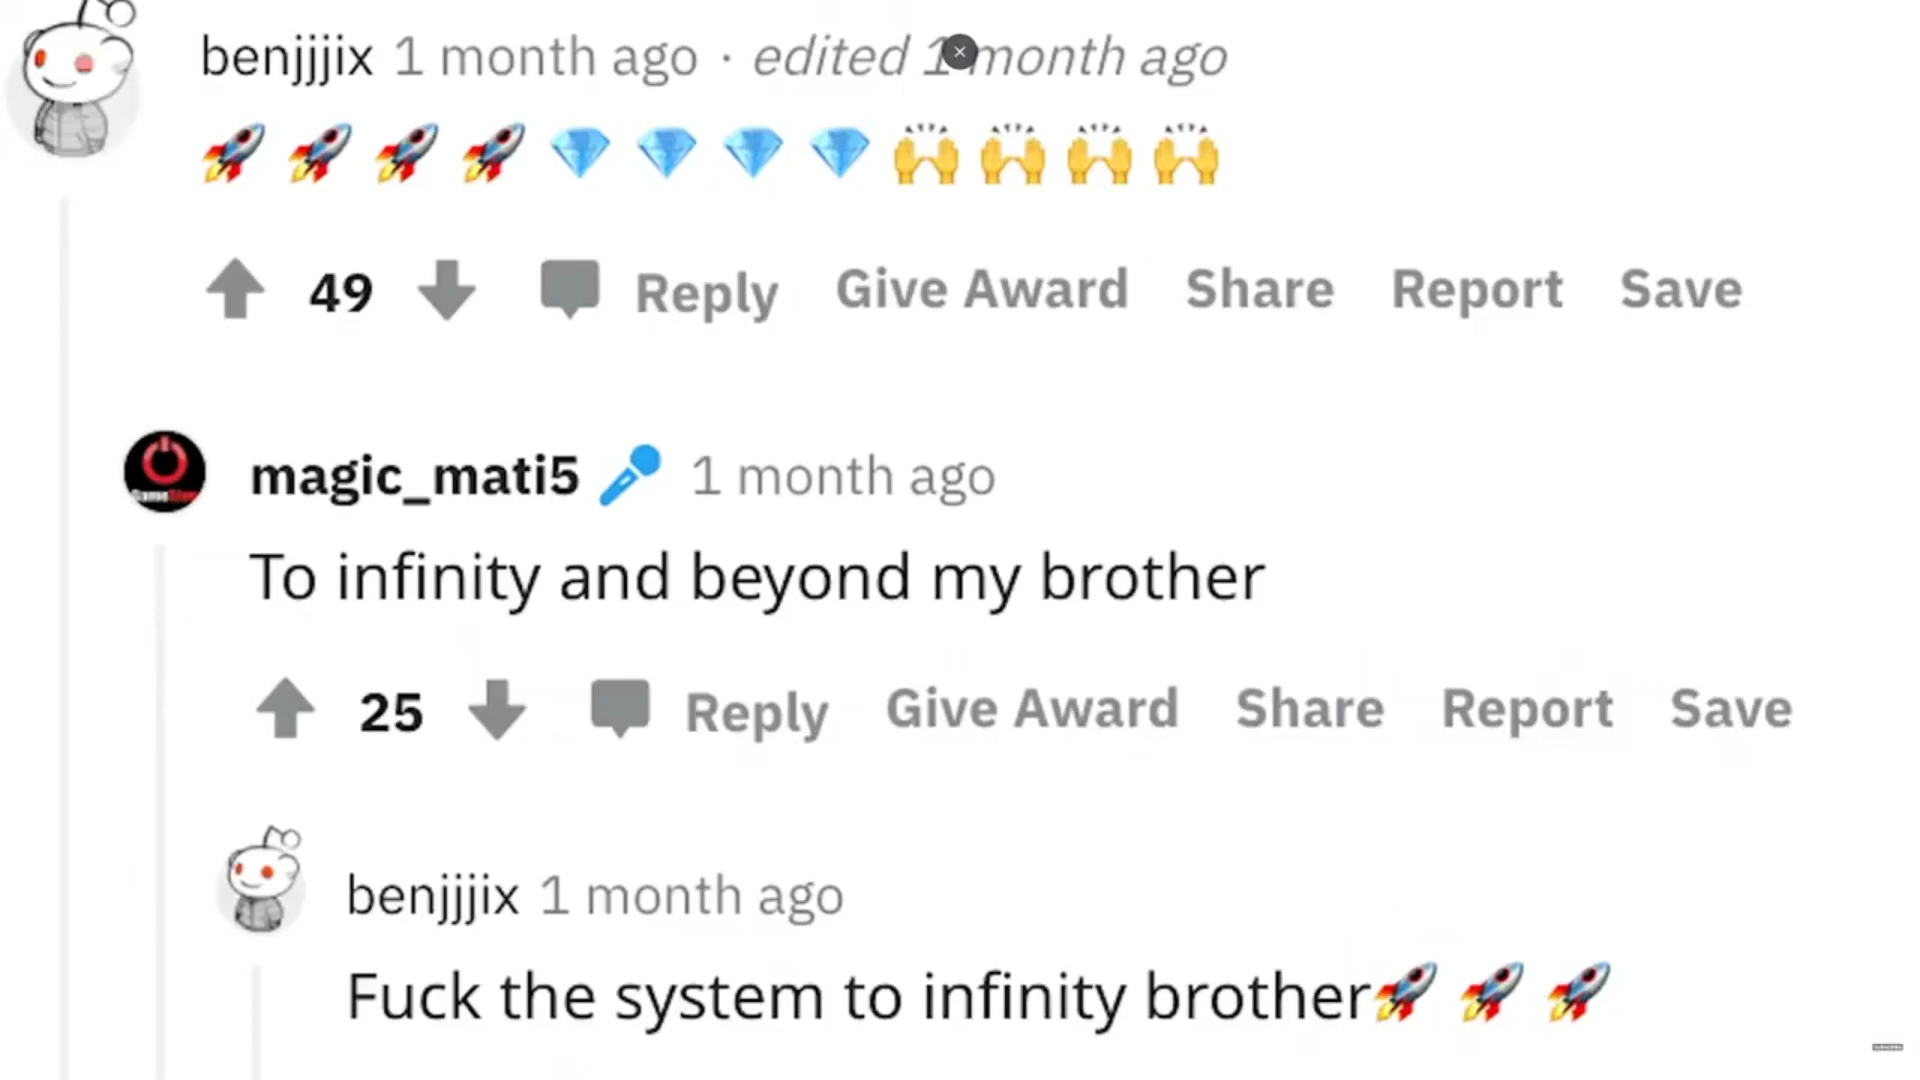 benjjjix 1 month ago · edited 1 month ago
🚀 🚀 🚀 🚀 💎 💎 💎 💎 🙌 🙌 🙌 🙌
49 Reply Give Award Share Report Save
magic_mati5 🎤 1 month ago
To infinity and beyond my brother
25 Reply Give Award Share Report Save
benjjjix 1 month ago
Fuck the system to infinity brother🚀 🚀 🚀